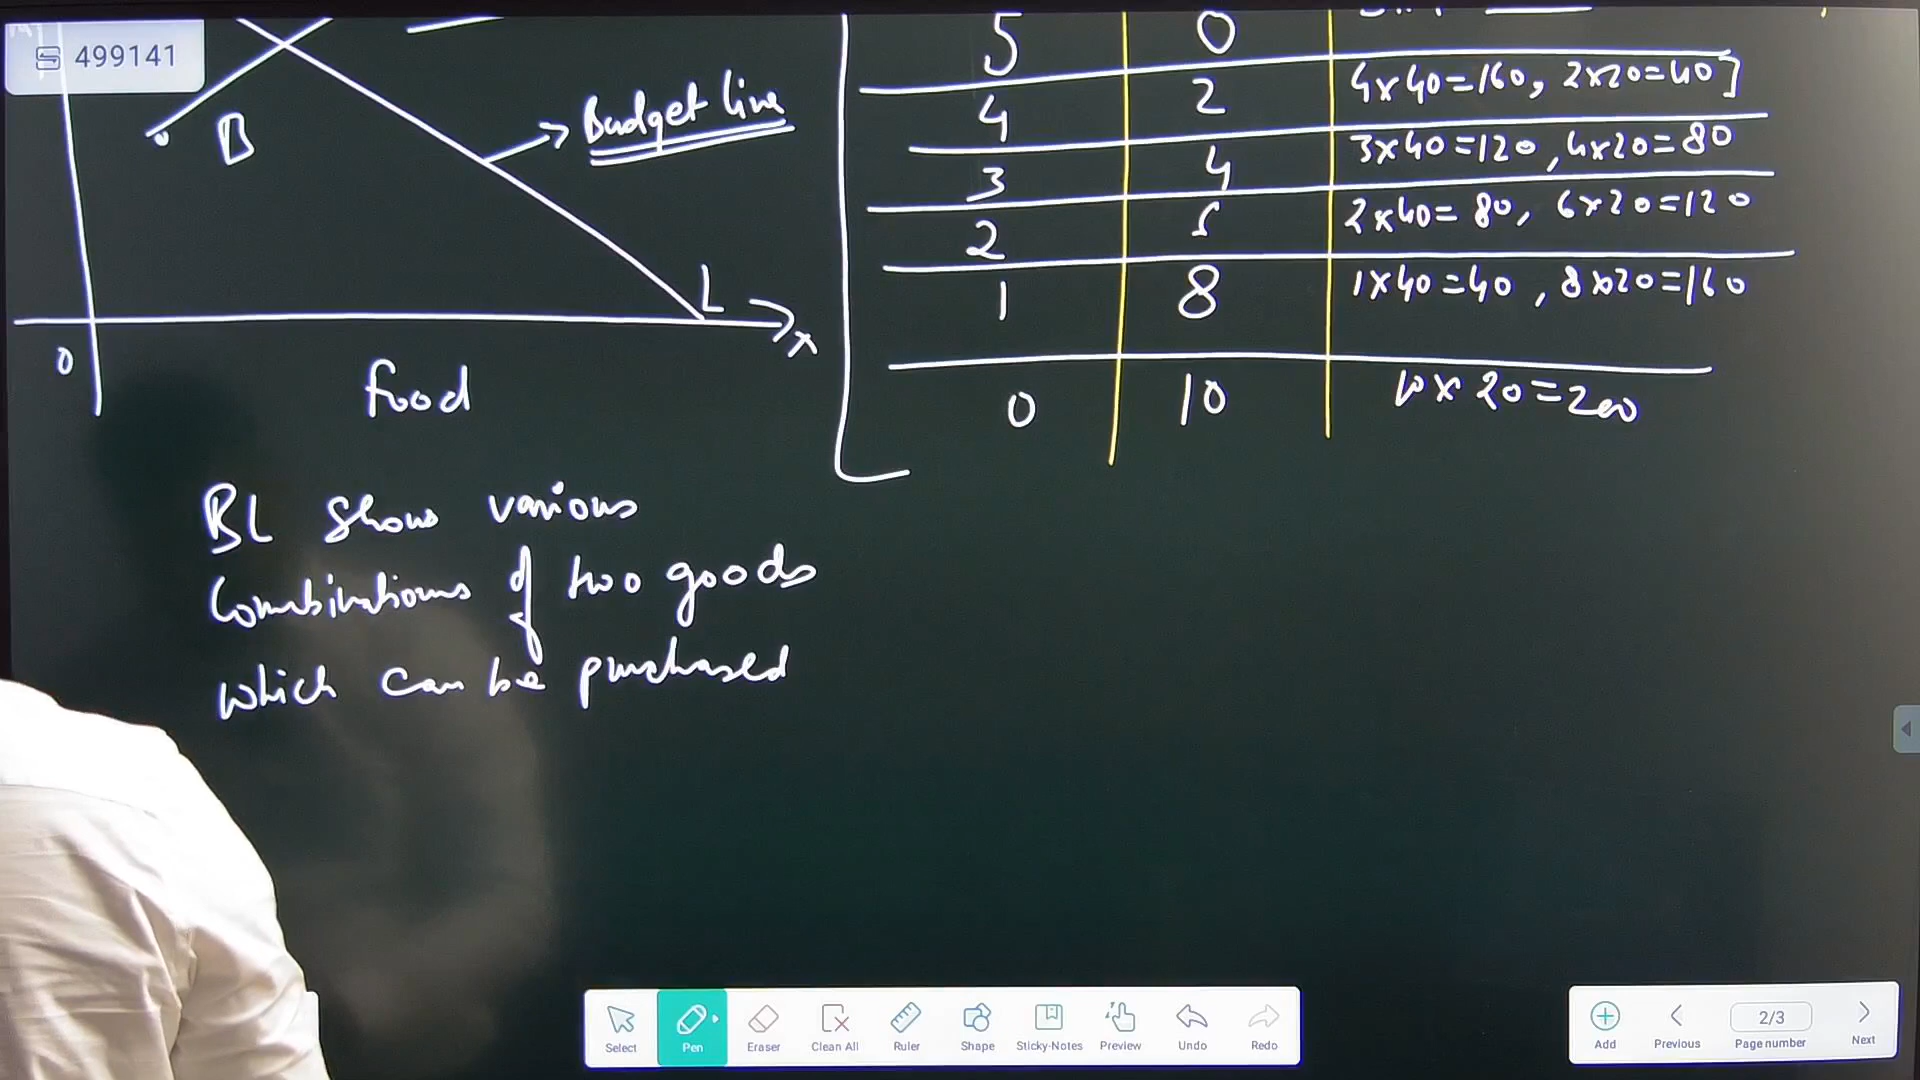 499141
B
Budget line
L
x
0
food
BL shows various
Combinations of two goods
which can be purchased
5 0
4 2 4x40=160, 2x20=40]
3 4 3x40=120, 4x20=80
2 2x40=80, 6x20=120
1 8 1x40=40, 8x20=160
0 10 10x20=200
Select Pen Eraser Clean All Ruler Shape Sticky-Notes Preview Undo Redo
2/3
Add Previous Page number Next